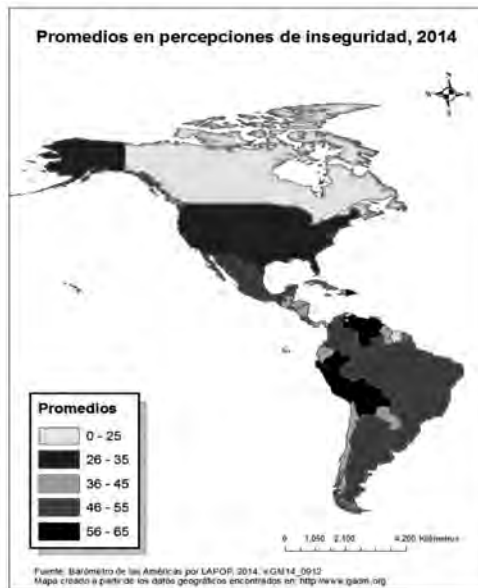 Promedios en percepciones de inseguridad, 2014
N
Promedios
0 - 25
26 - 35
36 - 45
46 - 55
56 - 65
0 1,050 2,100 4,200 Kilómetros
Fuente: Barómetro de las Américas por LAPOP, 2014, v.GM14_0912
Mapa creado a partir de los datos geográficos encontrados en: http://www.gadm.org